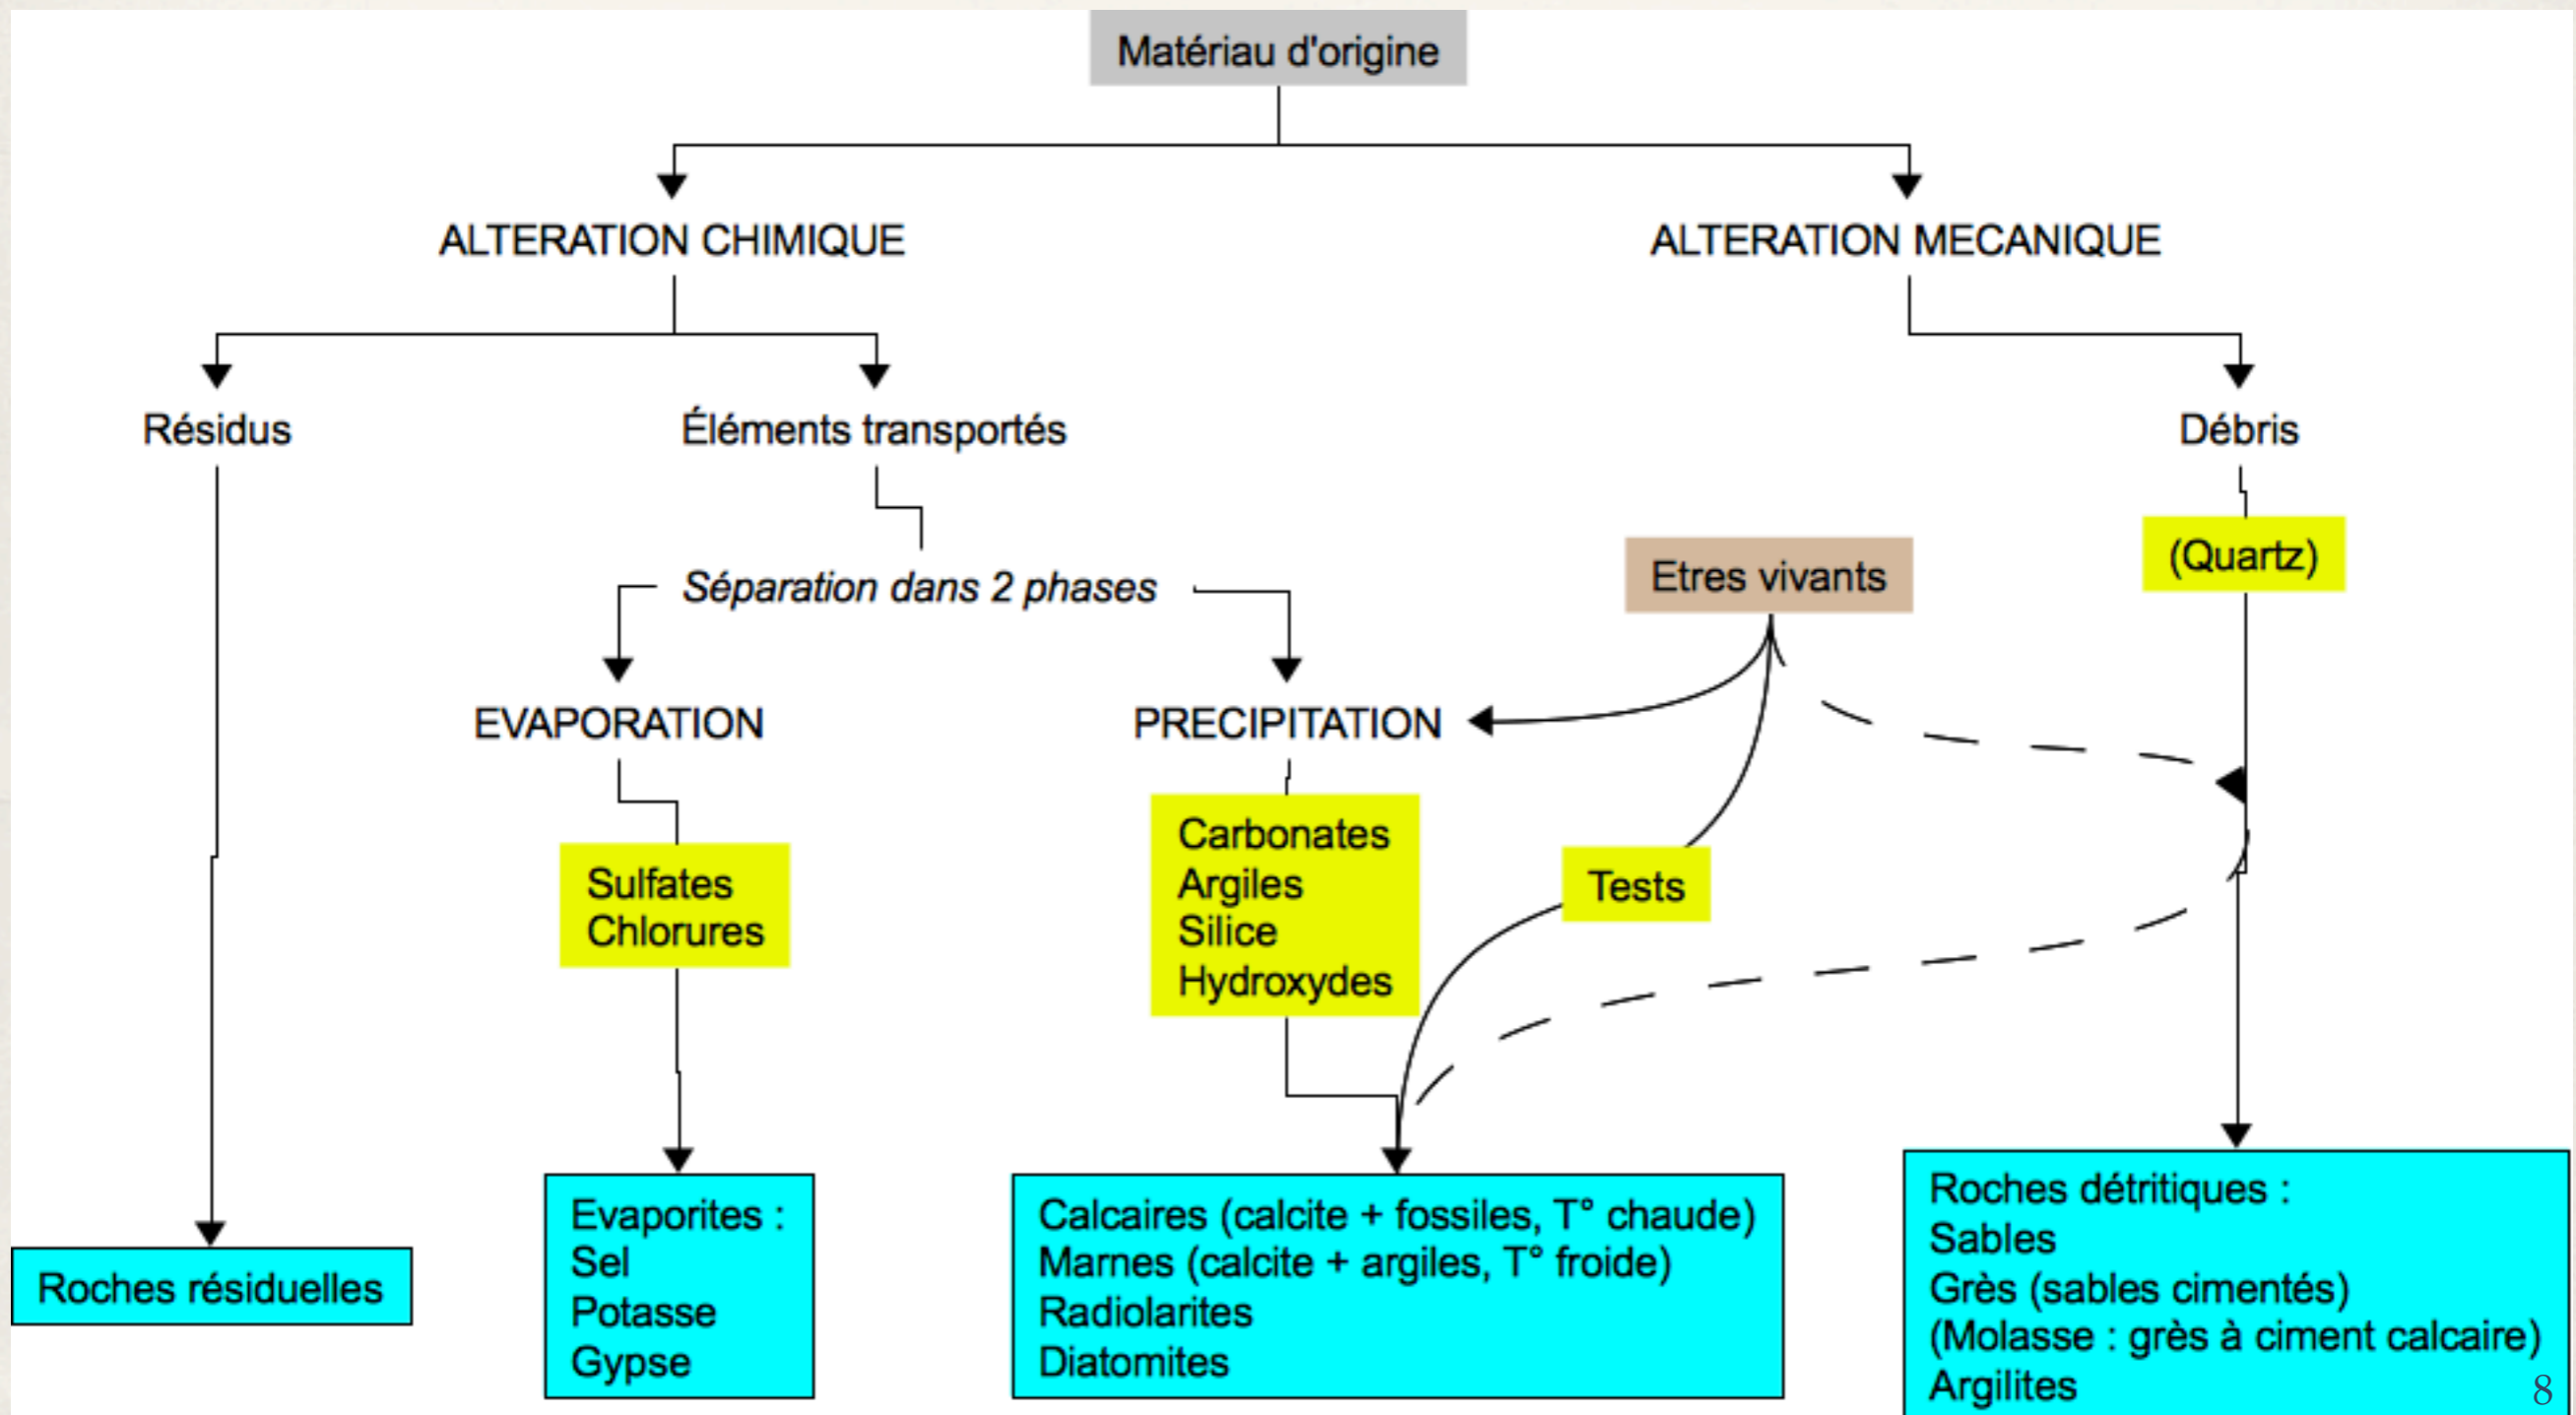 Matériau d'origine
ALTERATION CHIMIQUE
ALTERATION MECANIQUE
Résidus
Éléments transportés
Débris
(Quartz)
Séparation dans 2 phases
Etres vivants
EVAPORATION
PRECIPITATION
Sulfates
Chlorures
Carbonates
Argiles
Silice
Hydroxydes
Tests
Roches résiduelles
Evaporites :
Sel
Potasse
Gypse
Calcaires (calcite + fossiles, T° chaude)
Marnes (calcite + argiles, T° froide)
Radiolarites
Diatomites
Roches détritiques :
Sables
Grès (sables cimentés)
(Molasse : grès à ciment calcaire)
Argilites
8